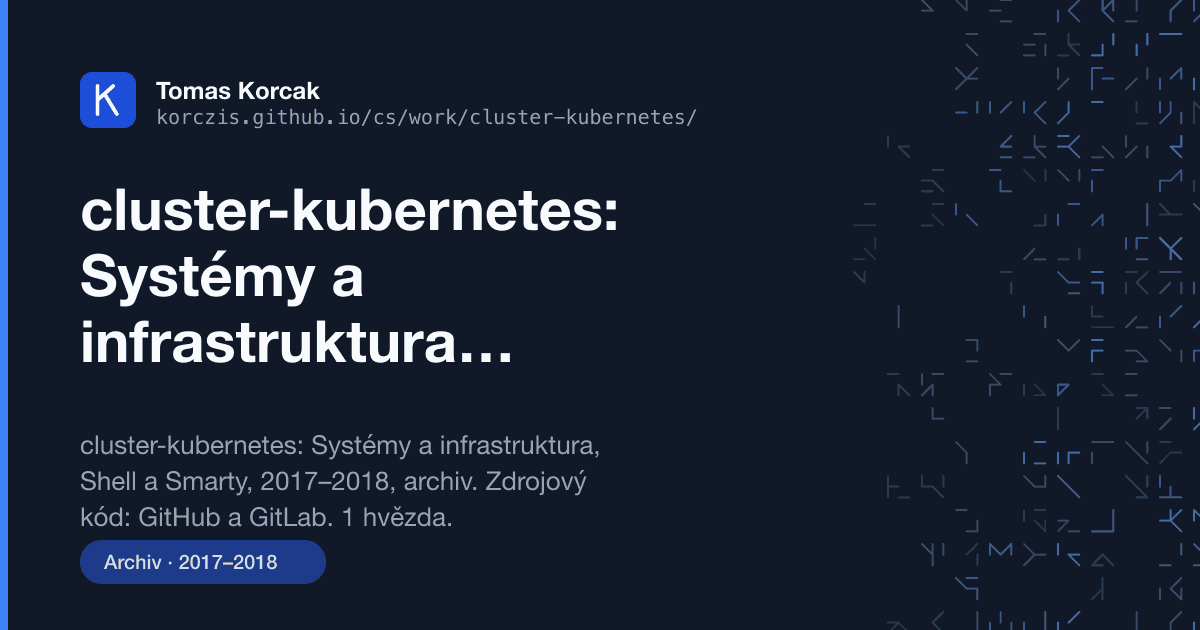 K
Tomas Korcak
korczis.github.io/cs/work/cluster-kubernetes/
cluster-kubernetes:
Systémy a
infrastruktura…
cluster-kubernetes: Systémy a infrastruktura,
Shell a Smarty, 2017–2018, archiv. Zdrojový
kód: GitHub a GitLab. 1 hvězda.
Archiv · 2017–2018